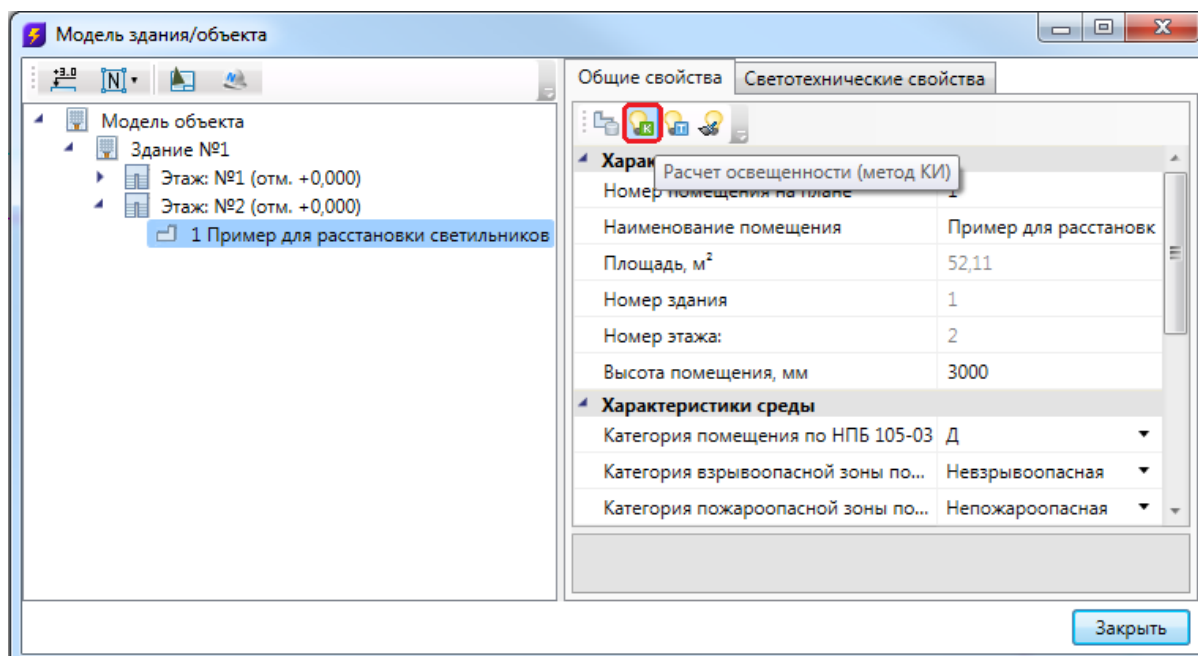 Модель здания/объекта
Общие свойства
Светотехнические свойства
Модель объекта
Здание №1
Этаж: №1 (отм. +0,000)
Этаж: №2 (отм. +0,000)
1 Пример для расстановки светильников
Расчет освещенности (метод КИ)
Номер помещения на плане 1
Наименование помещения Пример для расстановк
Площадь, м² 52,11
Номер здания 1
Номер этажа: 2
Высота помещения, мм 3000
Характеристики среды
Категория помещения по НПБ 105-03 Д
Категория взрывоопасной зоны по... Невзрывоопасная
Категория пожароопасной зоны по... Непожароопасная
Закрыть